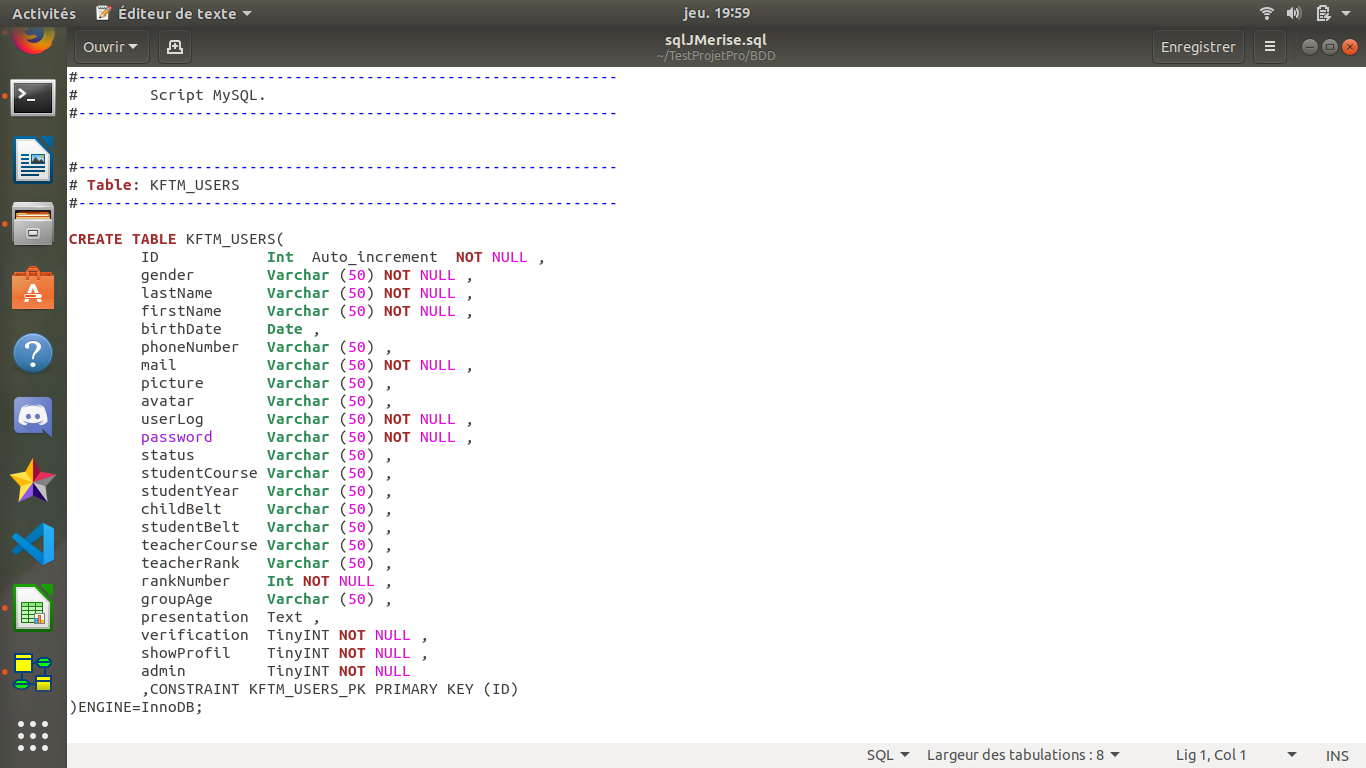 Activités Éditeur de texte jeu. 19:59
Ouvrir sqlJMerise.sql Enregistrer
~/TestProjetPro/BDD
#------------------------------------------------------------
#        Script MySQL.
#------------------------------------------------------------
#------------------------------------------------------------
# Table: KFTM_USERS
#------------------------------------------------------------
CREATE TABLE KFTM_USERS(
        ID            Int  Auto_increment  NOT NULL ,
        gender        Varchar (50) NOT NULL ,
        lastName      Varchar (50) NOT NULL ,
        firstName     Varchar (50) NOT NULL ,
        birthDate     Date ,
        phoneNumber   Varchar (50) ,
        mail          Varchar (50) NOT NULL ,
        picture       Varchar (50) ,
        avatar        Varchar (50) ,
        userLog       Varchar (50) NOT NULL ,
        password      Varchar (50) NOT NULL ,
        status        Varchar (50) ,
        studentCourse Varchar (50) ,
        studentYear   Varchar (50) ,
        childBelt     Varchar (50) ,
        studentBelt   Varchar (50) ,
        teacherCourse Varchar (50) ,
        teacherRank   Varchar (50) ,
        rankNumber    Int NOT NULL ,
        groupAge      Varchar (50) ,
        presentation  Text ,
        verification  TinyINT NOT NULL ,
        showProfil    TinyINT NOT NULL ,
        admin         TinyINT NOT NULL
        ,CONSTRAINT KFTM_USERS_PK PRIMARY KEY (ID)
)ENGINE=InnoDB;
SQL Largeur des tabulations : 8 Lig 1, Col 1 INS